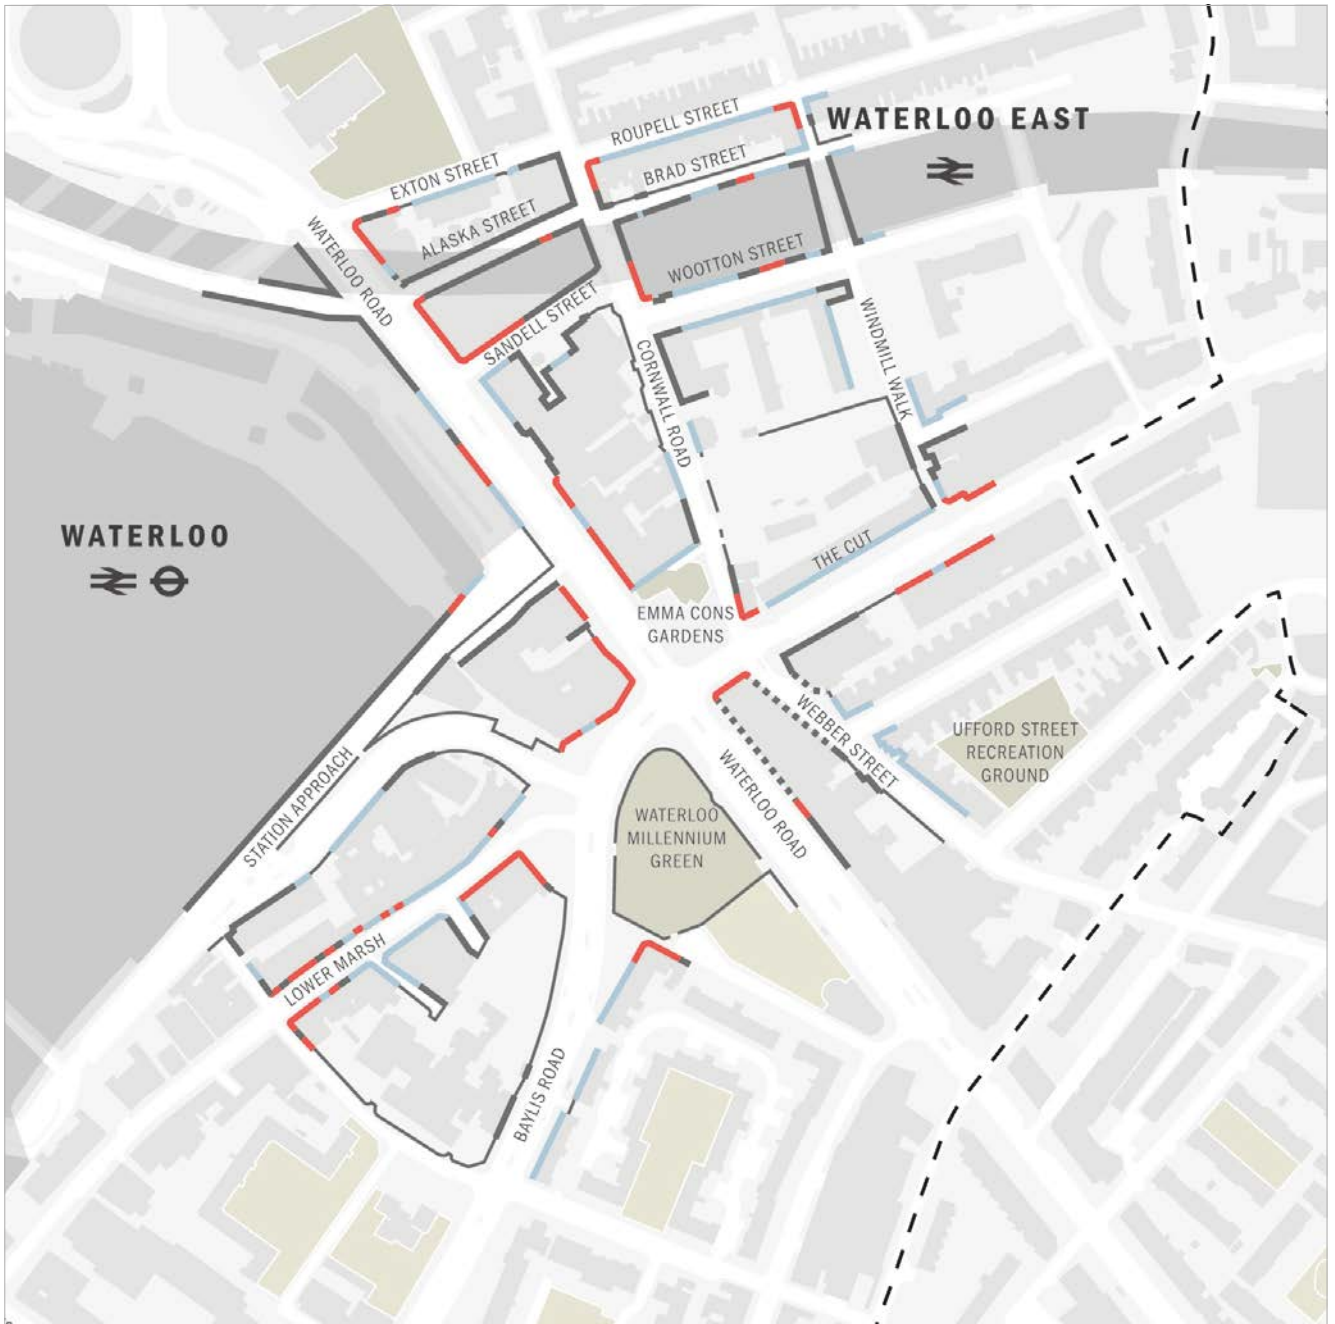 ROUPELL STREET
WATERLOO EAST
BRAD STREET
EXTON STREET
ALASKA STREET
WATERLOO ROAD
WOOTTON STREET
SANDELL STREET
WINDMILL WALK
CORNWALL ROAD
WATERLOO
THE CUT
EMMA CONS
GARDENS
WEBBER STREET
UFFORD STREET
RECREATION
GROUND
STATION APPROACH
WATERLOO ROAD
WATERLOO
MILLENNIUM
GREEN
LOWER MARSH
BAYLIS ROAD